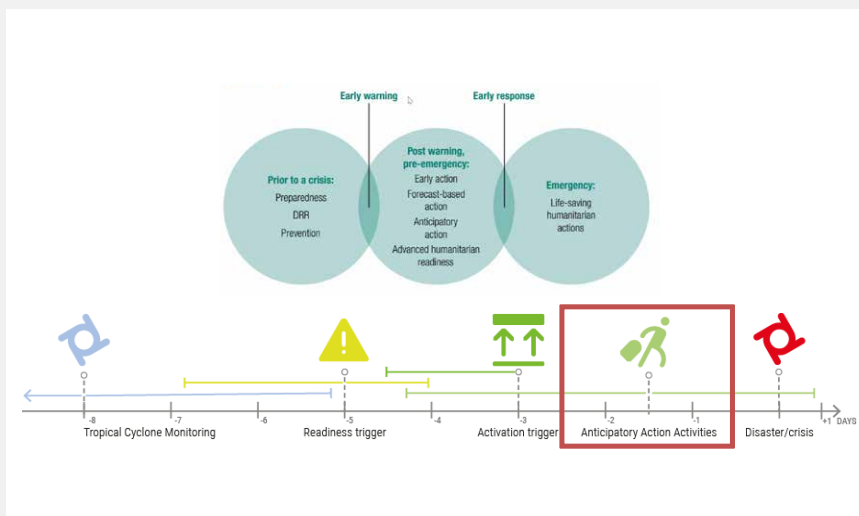 Early warning
Early response
Prior to a crisis:
Preparedness
DRR
Prevention
Post warning,
pre-emergency:
Early action
Forecast-based
action
Anticipatory
action
Advanced humanitarian
readiness
Emergency:
Life-saving
humanitarian
actions
-8
-7
-6
-5
-4
-3
-2
-1
+1 DAYS
Tropical Cyclone Monitoring
Readiness trigger
Activation trigger
Anticipatory Action Activities
Disaster/crisis